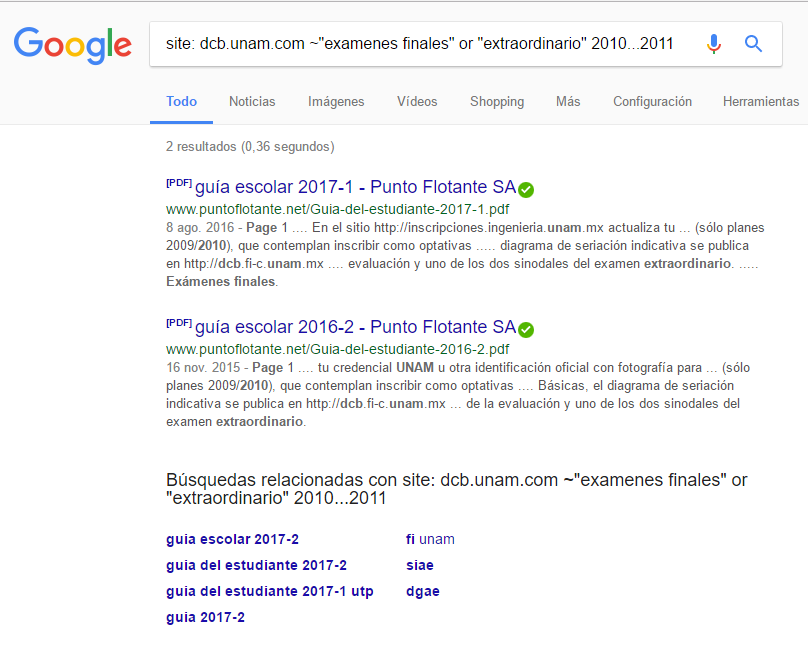 Google
site: dcb.unam.com ~"examenes finales" or "extraordinario" 2010...2011
Todo Noticias Imágenes Vídeos Shopping Más Configuración Herramientas
2 resultados (0,36 segundos)
[PDF] guía escolar 2017-1 - Punto Flotante SA
www.puntoflotante.net/Guia-del-estudiante-2017-1.pdf
8 ago. 2016 - Page 1 .... En el sitio http://inscripciones.ingenieria.unam.mx actualiza tu ... (sólo planes
2009/2010), que contemplan inscribir como optativas ..... diagrama de seriación indicativa se publica
en http://dcb.fi-c.unam.mx .... evaluación y uno de los dos sinodales del examen extraordinario. .....
Exámenes finales.
[PDF] guía escolar 2016-2 - Punto Flotante SA
www.puntoflotante.net/Guia-del-estudiante-2016-2.pdf
16 nov. 2015 - Page 1 .... tu credencial UNAM u otra identificación oficial con fotografía para ... (sólo
planes 2009/2010), que contemplan inscribir como optativas .... Básicas, el diagrama de seriación
indicativa se publica en http://dcb.fi-c.unam.mx ... de la evaluación y uno de los dos sinodales del
examen extraordinario.
Búsquedas relacionadas con site: dcb.unam.com ~"examenes finales" or
"extraordinario" 2010...2011
guia escolar 2017-2 fi unam
guia del estudiante 2017-2 siae
guia del estudiante 2017-1 utp dgae
guia 2017-2